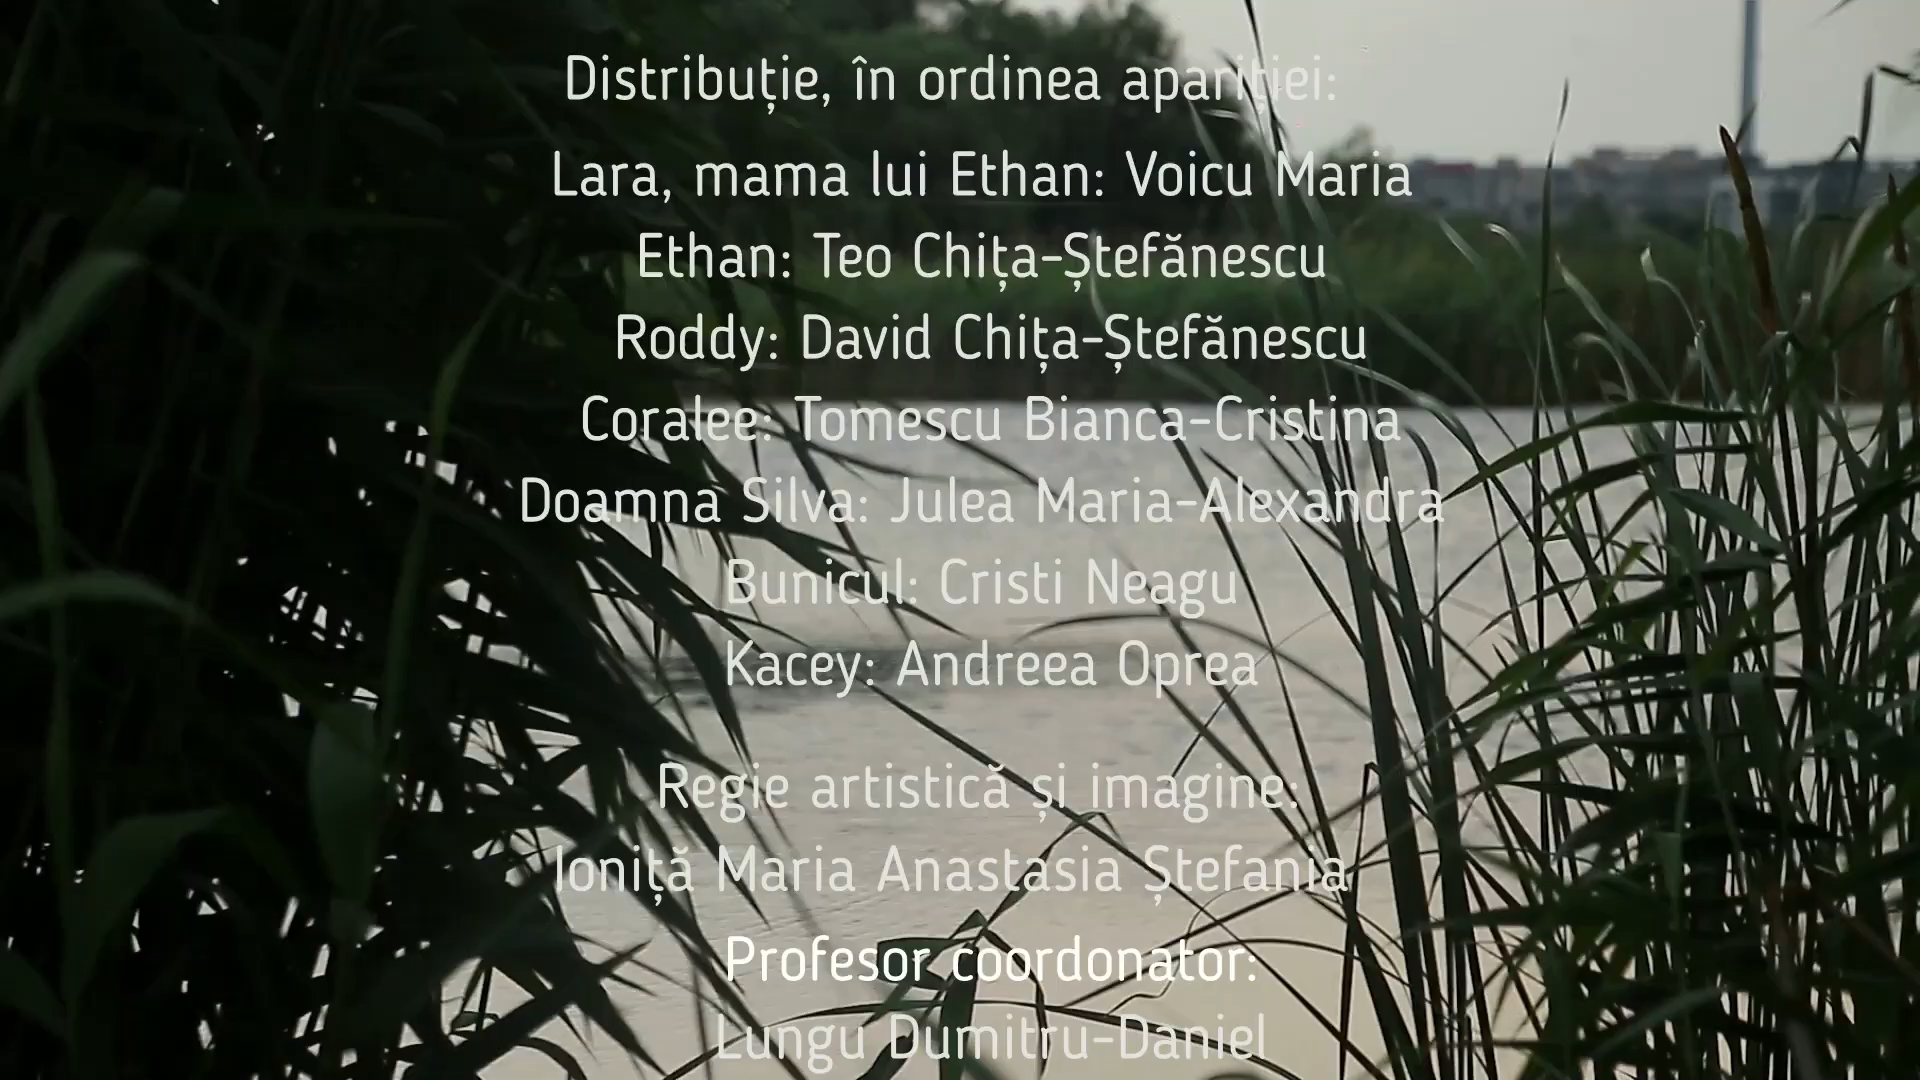 Distribuție, în ordinea apariției:
Lara, mama lui Ethan: Voicu Maria
Ethan: Teo Chița-Ștefănescu
Roddy: David Chița-Ștefănescu
Coralee: Tomescu Bianca-Cristina
Doamna Silva: Julea Maria-Alexandra
Bunicul: Cristi Neagu
Kacey: Andreea Oprea
Regie artistică și imagine:
Ioniță Maria Anastasia Ștefania
Profesor coordonator:
Lungu Dumitru-Daniel